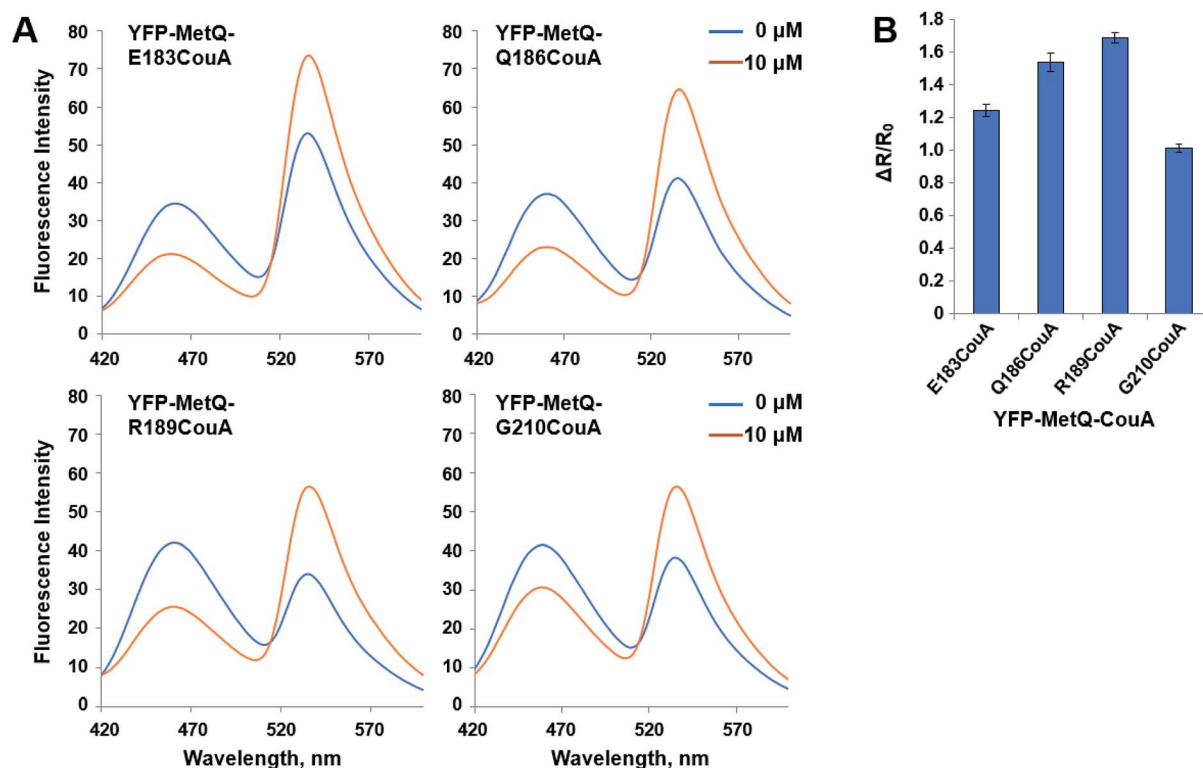 A
YFP-MetQ-
E183CouA
Fluorescence Intensity
80
70
60
50
40
30
20
10
0
420
470
520
570
YFP-MetQ-
Q186CouA
0 µM
10 µM
80
70
60
50
40
30
20
10
0
420
470
520
570
YFP-MetQ-
R189CouA
Fluorescence Intensity
80
70
60
50
40
30
20
10
0
420
470
520
570
Wavelength, nm
YFP-MetQ-
G210CouA
0 µM
10 µM
80
70
60
50
40
30
20
10
0
420
470
520
570
Wavelength, nm
B
ΔR/R0
1.8
1.6
1.4
1.2
1.0
0.8
0.6
0.4
0.2
0
E183CouA
Q186CouA
R189CouA
G210CouA
YFP-MetQ-CouA